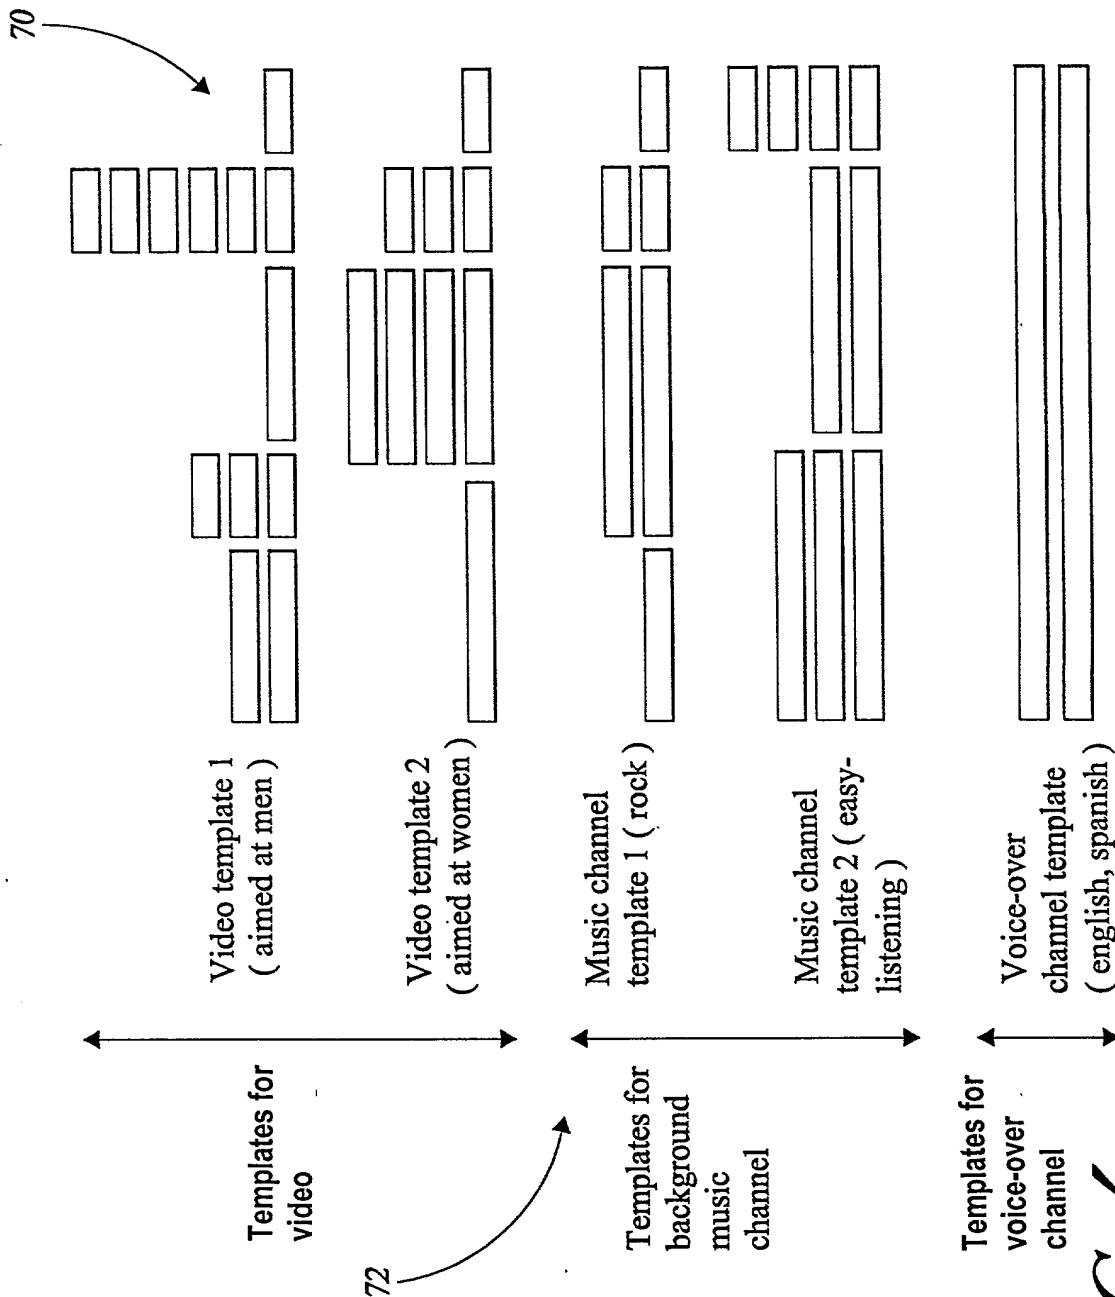 70
Templates for
video
Video template 1
( aimed at men )
Video template 2
( aimed at women )
72
Templates for
background
music
channel
Music channel
template 1 ( rock )
Music channel
template 2 ( easy-
listening )
Templates for
voice-over
channel
Voice-over
channel template
( english, spanish )